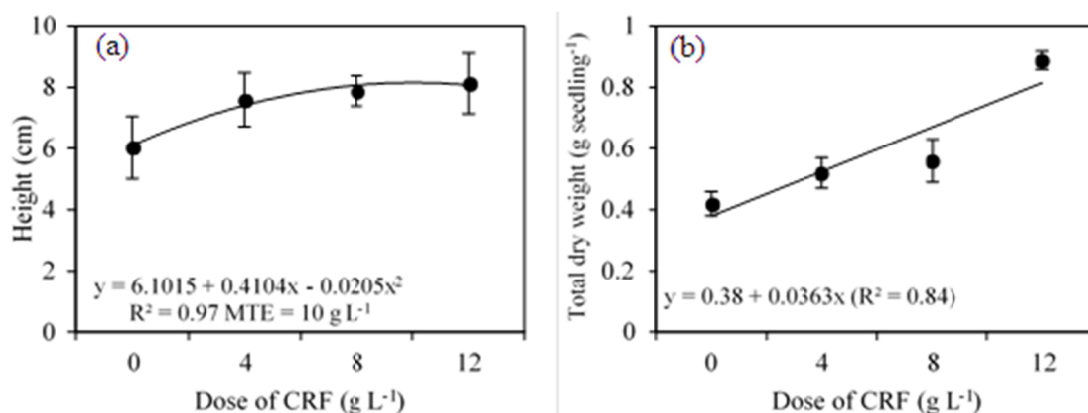 (a)
10
8
6
4
2
0
Height (cm)
y = 6.1015 + 0.4104x - 0.0205x²
R² = 0.97 MTE = 10 g L⁻¹
0 4 8 12
Dose of CRF (g L⁻¹)
(b)
1
0.8
0.6
0.4
0.2
0
Total dry weight (g seedling⁻¹)
y = 0.38 + 0.0363x (R² = 0.84)
0 4 8 12
Dose of CRF (g L⁻¹)